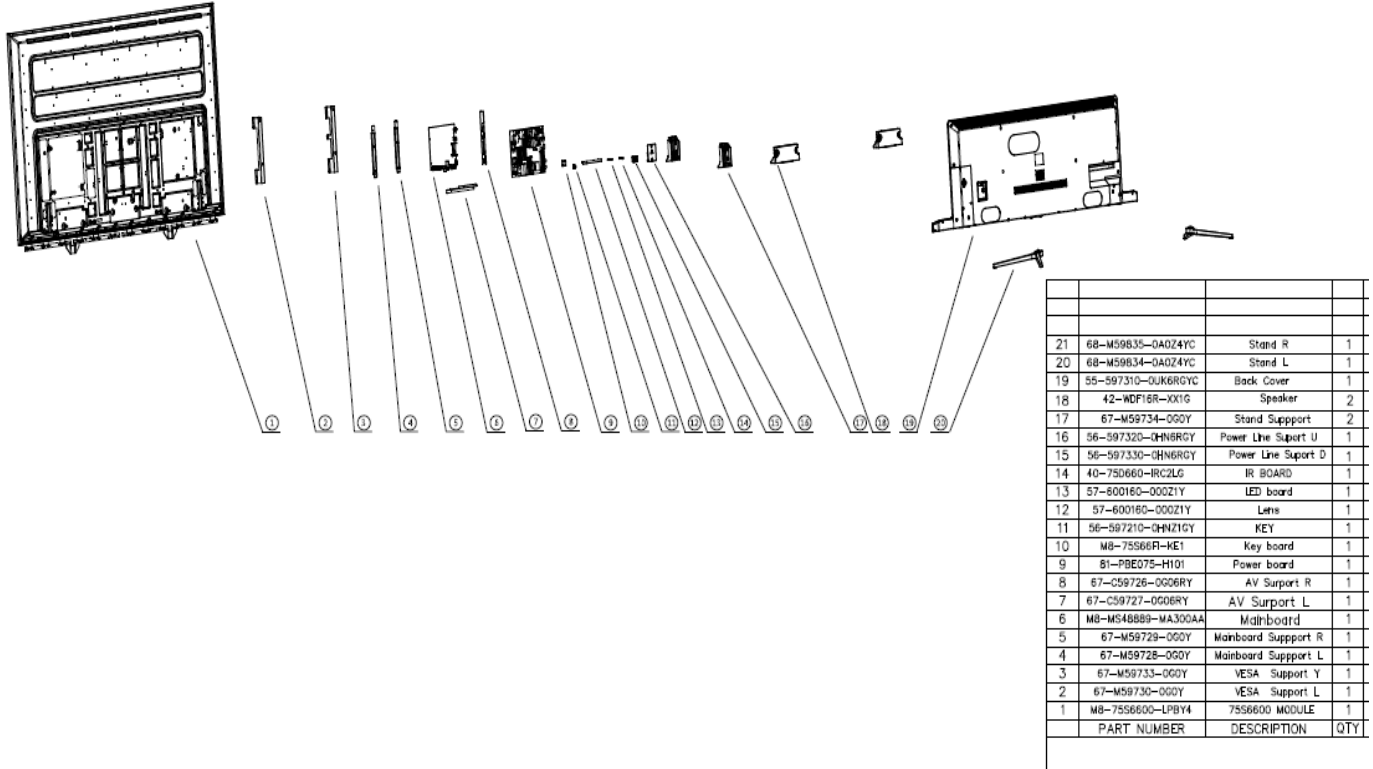 ① ② ③ ④ ⑤ ⑥ ⑦ ⑧ ⑨ ⑩ ⑪ ⑫ ⑬ ⑭ ⑮ ⑯ ⑰ ⑱ ⑲ ⑳
21 68-M59835-0A0Z4YC Stand R 1
20 68-M59834-0A0Z4YC Stand L 1
19 55-597310-0UK6RGYC Back Cover 1
18 42-WDF16R-XX1G Speaker 2
17 67-M59734-0G0Y Stand Suppport 2
16 56-597320-0HN6RGY Power Line Suport U 1
15 56-597330-0HN6RGY Power Line Suport D 1
14 40-75D660-IRC2LG IR BOARD 1
13 57-600160-000Z1Y LED board 1
12 57-600160-000Z1Y Lens 1
11 56-597210-0HNZ1GY KEY 1
10 M8-75S66FI-KE1 Key board 1
9 81-PBE075-H101 Power board 1
8 67-C59726-0G06RY AV Surport R 1
7 67-C59727-0G06RY AV Surport L 1
6 M8-MS48889-MA300AA Mainboard 1
5 67-M59729-0G0Y Mainboard Suppport R 1
4 67-M59728-0G0Y Mainboard Suppport L 1
3 67-M59733-0G0Y VESA Support Y 1
2 67-M59730-0G0Y VESA Support L 1
1 M8-75S6600-LPBY4 75S6600 MODULE 1
PART NUMBER DESCRIPTION QTY